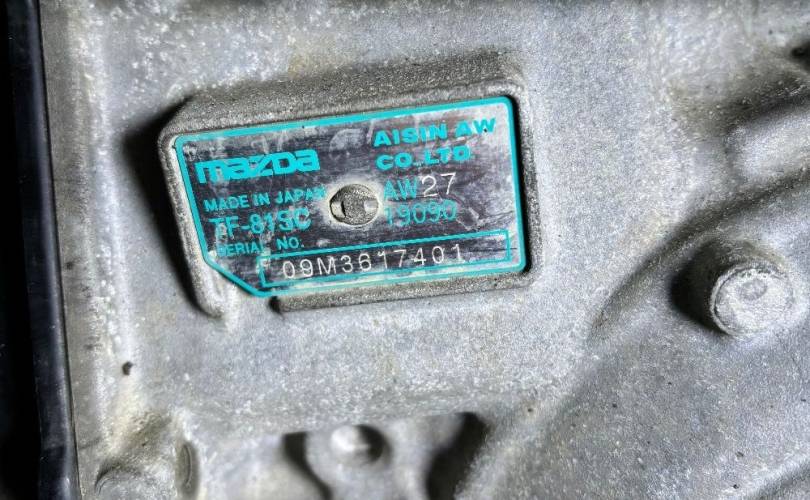 mazda
AISIN AW
CO.,LTD.
MADE IN JAPAN
AW27
TF-81SC
19090
SERIAL NO.
09M3617401